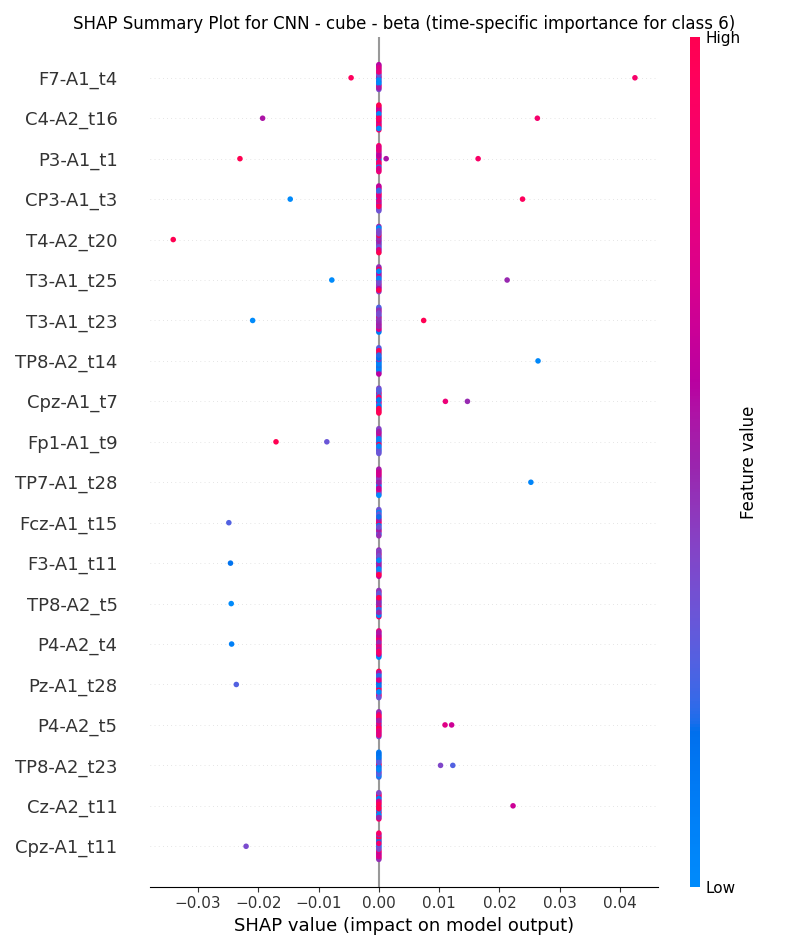 SHAP Summary Plot for CNN - cube - beta (time-specific importance for class 6)
High
F7-A1_t4
C4-A2_t16
P3-A1_t1
CP3-A1_t3
T4-A2_t20
T3-A1_t25
T3-A1_t23
TP8-A2_t14
Cpz-A1_t7
Fp1-A1_t9
TP7-A1_t28
Fcz-A1_t15
F3-A1_t11
TP8-A2_t5
P4-A2_t4
Pz-A1_t28
P4-A2_t5
TP8-A2_t23
Cz-A2_t11
Cpz-A1_t11
Feature value
Low
−0.03 −0.02 −0.01 0.00 0.01 0.02 0.03 0.04
SHAP value (impact on model output)